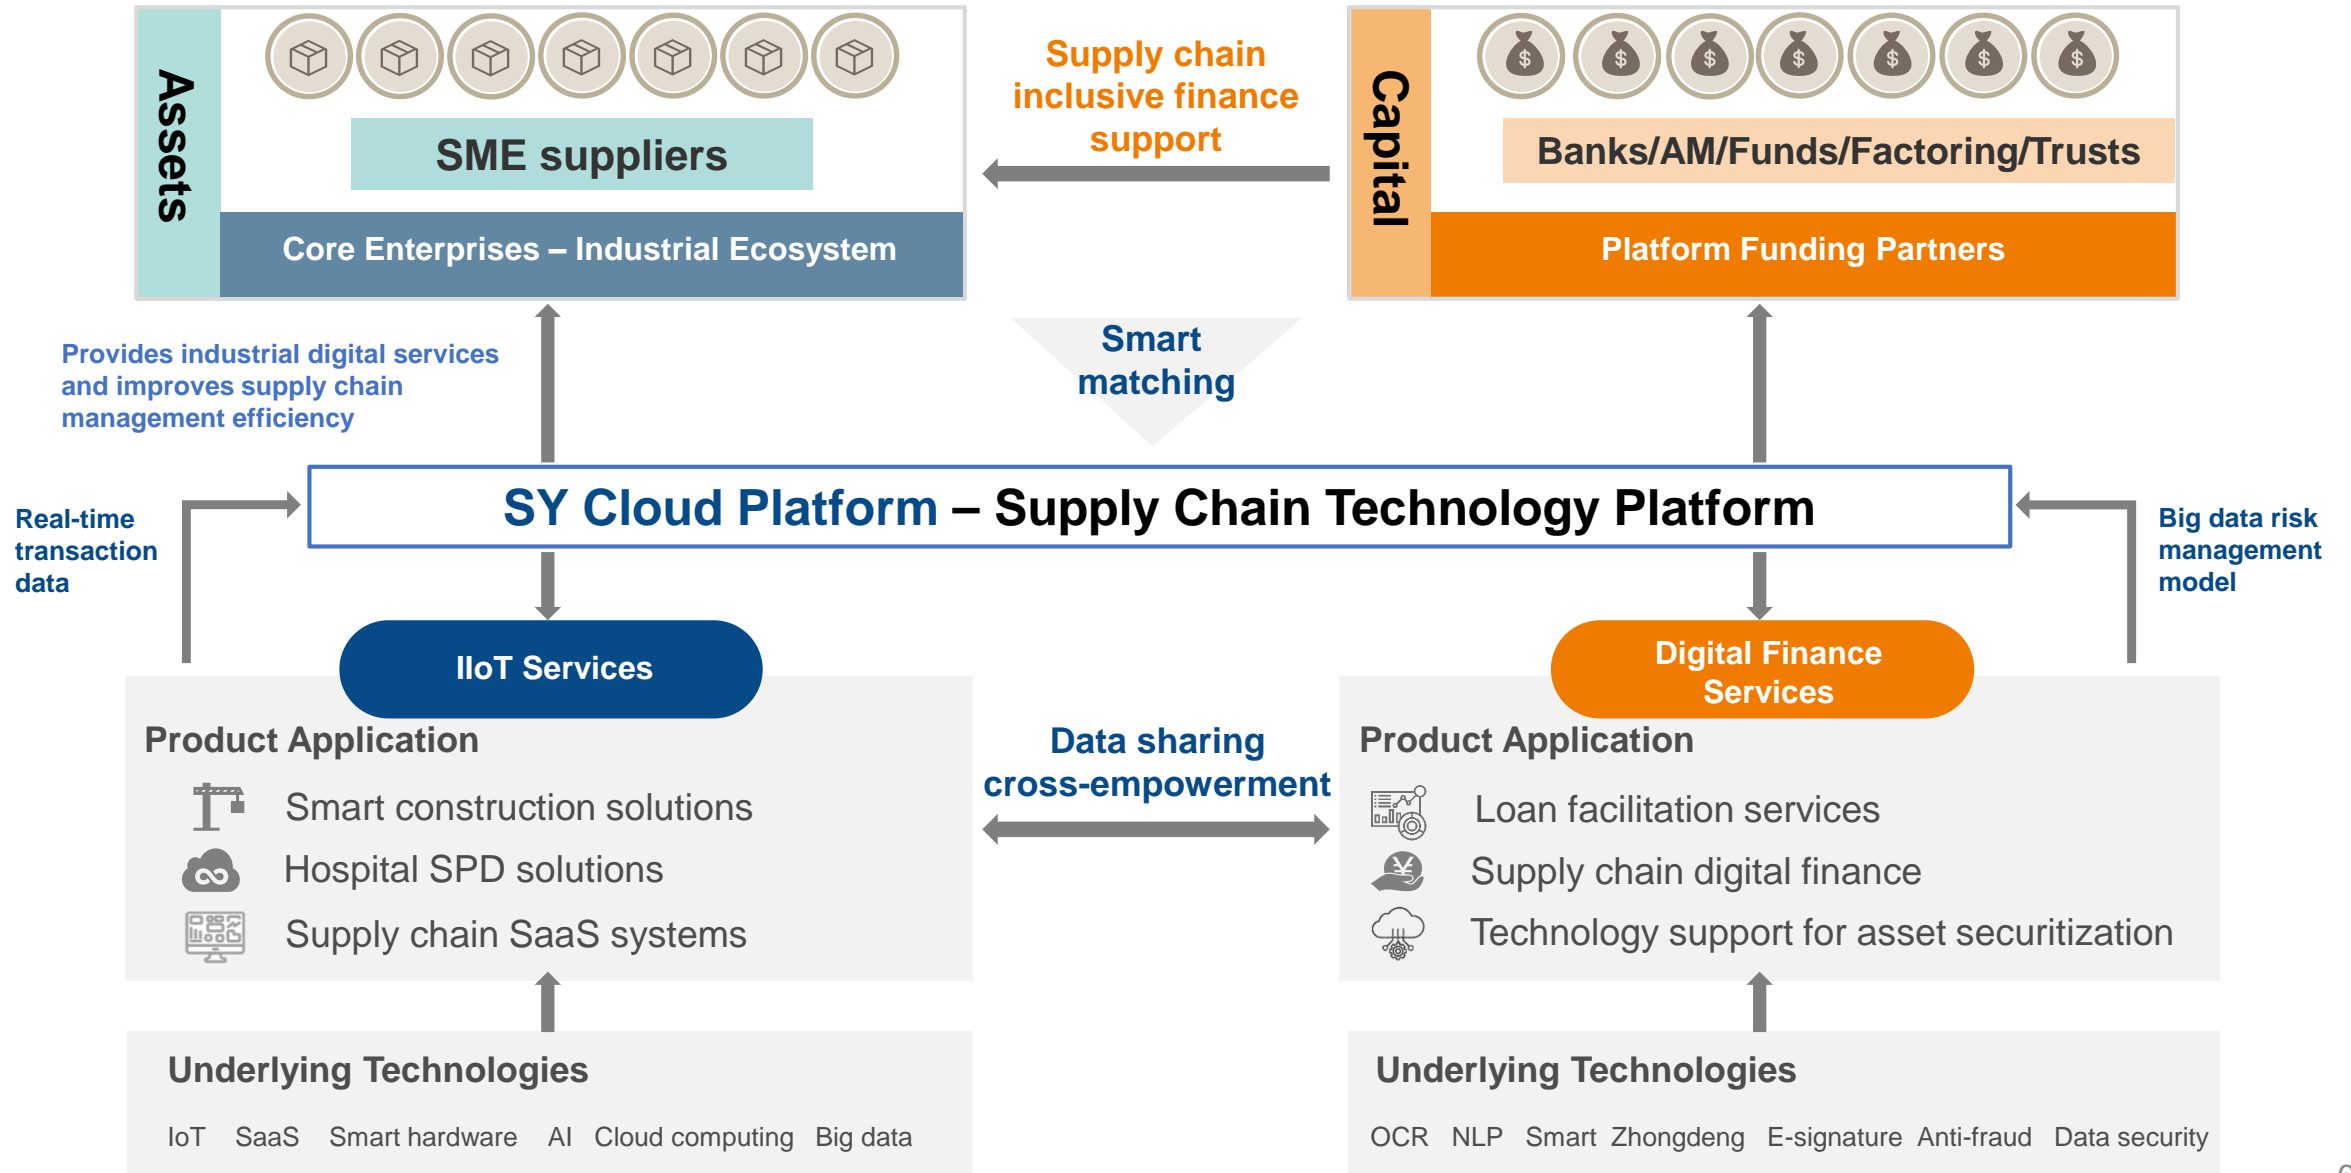 Assets
SME suppliers
Core Enterprises – Industrial Ecosystem
Supply chain
inclusive finance
support
Capital
Banks/AM/Funds/Factoring/Trusts
Platform Funding Partners
Provides industrial digital services
and improves supply chain
management efficiency
Smart
matching
Real-time
transaction
data
SY Cloud Platform – Supply Chain Technology Platform
Big data risk
management
model
IIoT Services
Product Application
Smart construction solutions
Hospital SPD solutions
Supply chain SaaS systems
Data sharing
cross-empowerment
Digital Finance
Services
Product Application
Loan facilitation services
Supply chain digital finance
Technology support for asset securitization
Underlying Technologies
IoT SaaS Smart hardware AI Cloud computing Big data
Underlying Technologies
OCR NLP Smart Zhongdeng E-signature Anti-fraud Data security